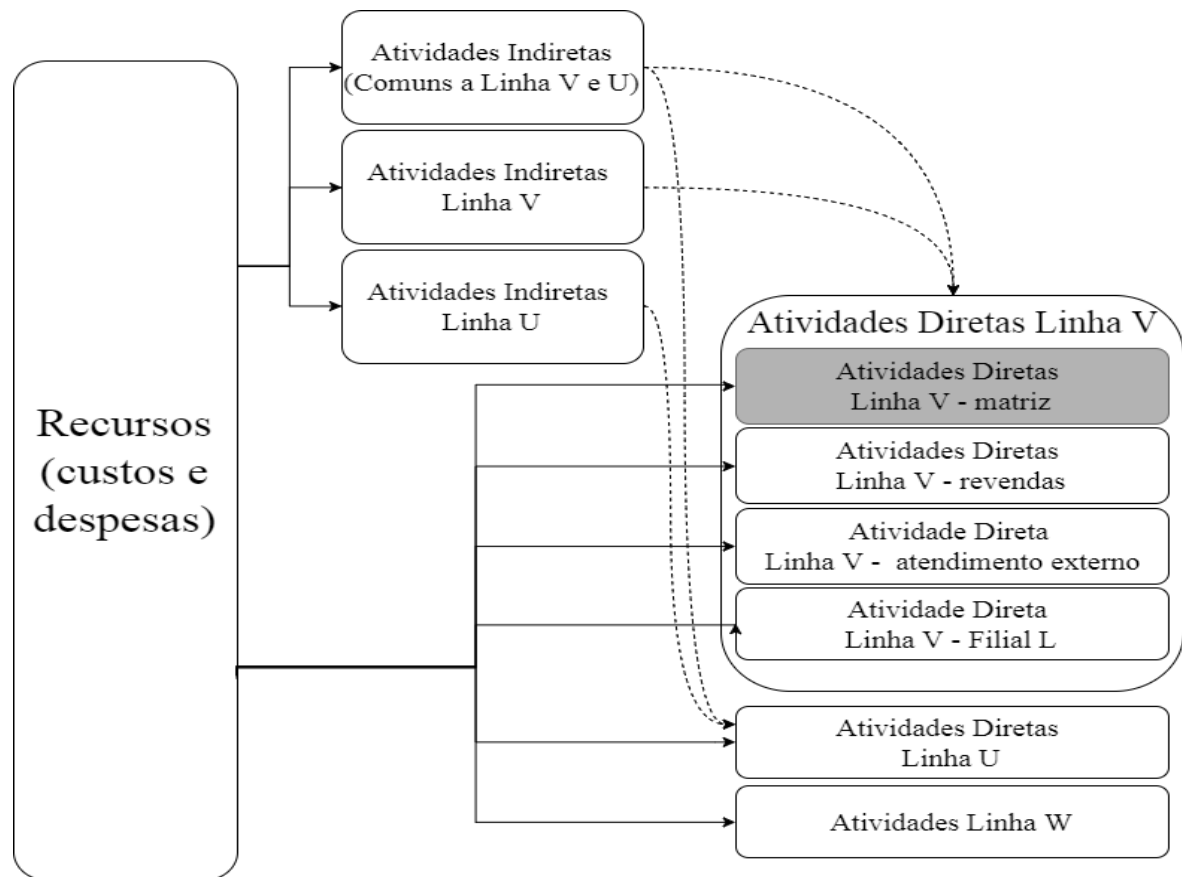 Recursos
(custos e
despesas)
Atividades Indiretas
(Comuns a Linha V e U)
Atividades Indiretas
Linha V
Atividades Indiretas
Linha U
Atividades Diretas Linha V
Atividades Diretas
Linha V - matriz
Atividades Diretas
Linha V - revendas
Atividade Direta
Linha V - atendimento externo
Atividade Direta
Linha V - Filial L
Atividades Diretas
Linha U
Atividades Linha W